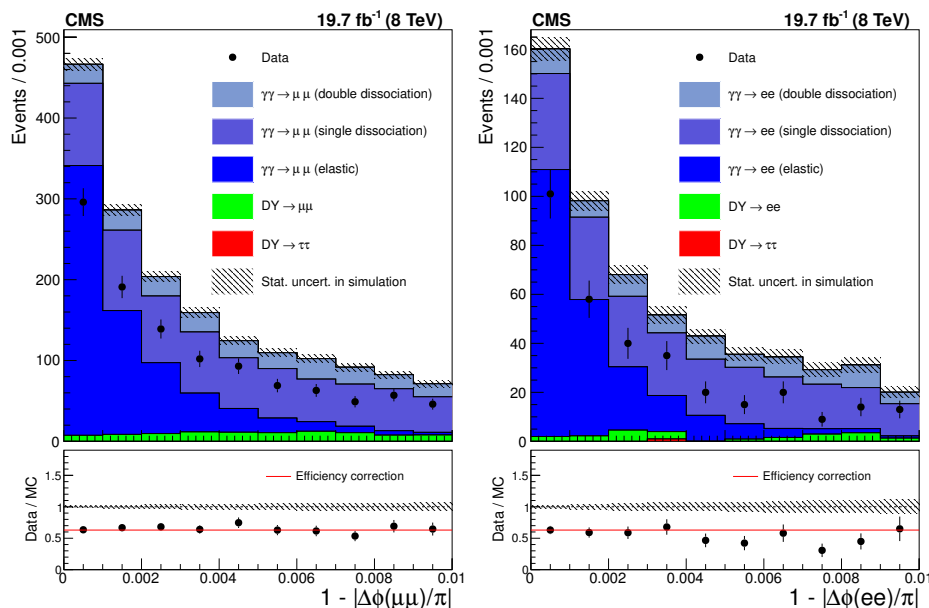 CMS 19.7 fb⁻¹ (8 TeV)
Events / 0.001
500
400
300
200
100
0
Data
γγ→μ μ (double dissociation)
γγ→μ μ (single dissociation)
γγ→μ μ (elastic)
DY→μμ
DY→ττ
Stat. uncert. in simulation
Data / MC
1.5
1
0.5
0
Efficiency correction
0 0.002 0.004 0.006 0.008 0.01
1 - |Δϕ(μμ)/π|
CMS 19.7 fb⁻¹ (8 TeV)
Events / 0.001
160
140
120
100
80
60
40
20
0
Data
γγ→ee (double dissociation)
γγ→ee (single dissociation)
γγ→ee (elastic)
DY→ee
DY→ττ
Stat. uncert. in simulation
Data / MC
1.5
1
0.5
0
Efficiency correction
0 0.002 0.004 0.006 0.008 0.01
1 - |Δϕ(ee)/π|